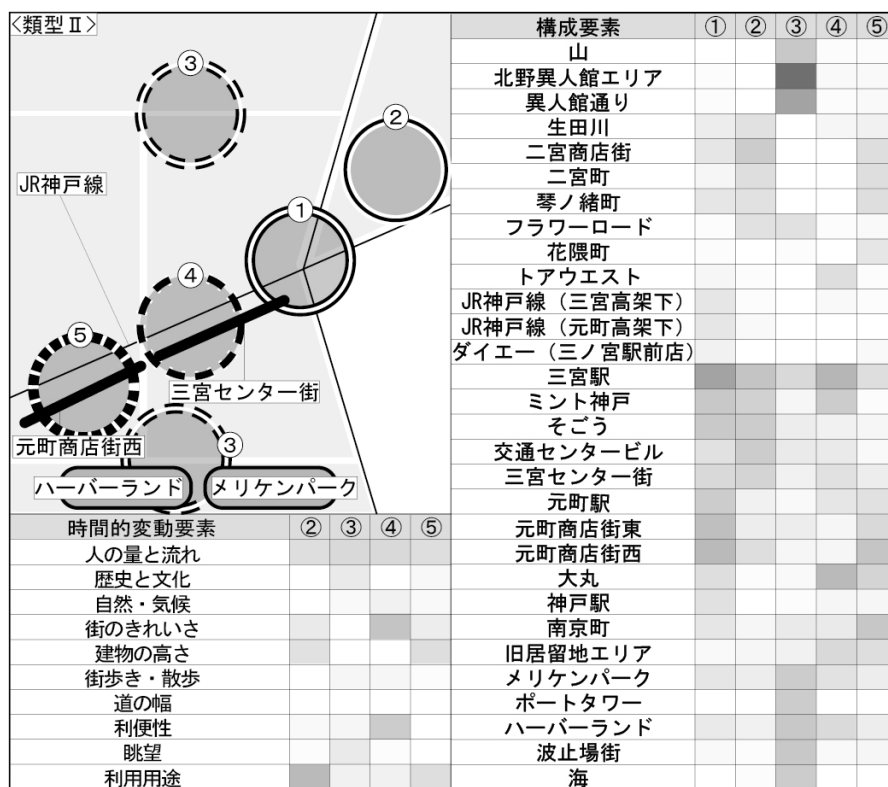 <類型Ⅱ>
③
②
JR神戸線
①
④
⑤
三宮センター街
元町商店街西
③
ハーバーランド
メリケンパーク
時間的変動要素 ② ③ ④ ⑤
人の量と流れ
歴史と文化
自然・気候
街のきれいさ
建物の高さ
街歩き・散歩
道の幅
利便性
眺望
利用用途
構成要素 ① ② ③ ④ ⑤
山
北野異人館エリア
異人館通り
生田川
二宮商店街
二宮町
琴ノ緒町
フラワーロード
花隈町
トアウエスト
JR神戸線（三宮高架下）
JR神戸線（元町高架下）
ダイエー（三ノ宮駅前店）
三宮駅
ミント神戸
そごう
交通センタービル
三宮センター街
元町駅
元町商店街東
元町商店街西
大丸
神戸駅
南京町
旧居留地エリア
メリケンパーク
ポートタワー
ハーバーランド
波止場街
海